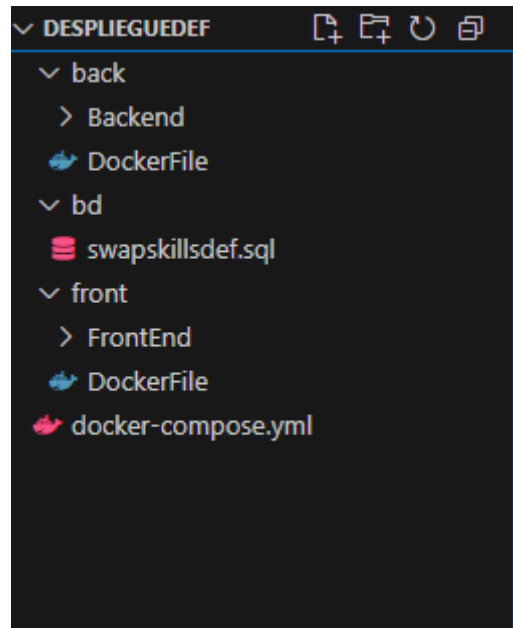 DESPLIEGUEDEF
back
Backend
DockerFile
bd
swapskillsdef.sql
front
FrontEnd
DockerFile
docker-compose.yml